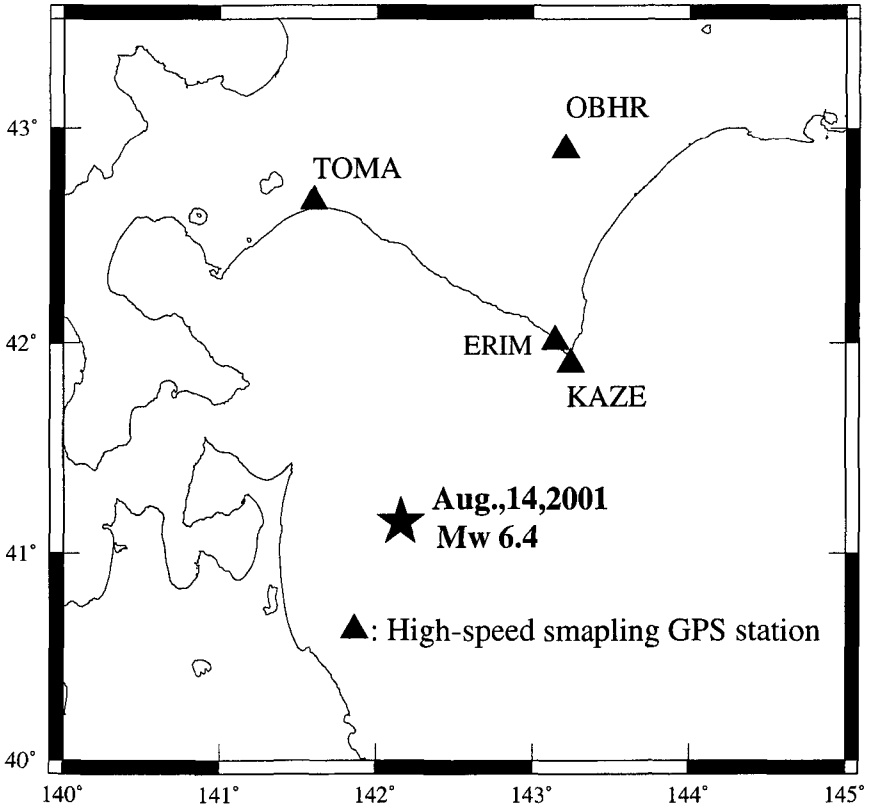 OBHR
43°
TOMA
42°
ERIM
KAZE
Aug.,14,2001
Mw 6.4
41°
▲: High-speed smapling GPS station
40°
140° 141° 142° 143° 144° 145°